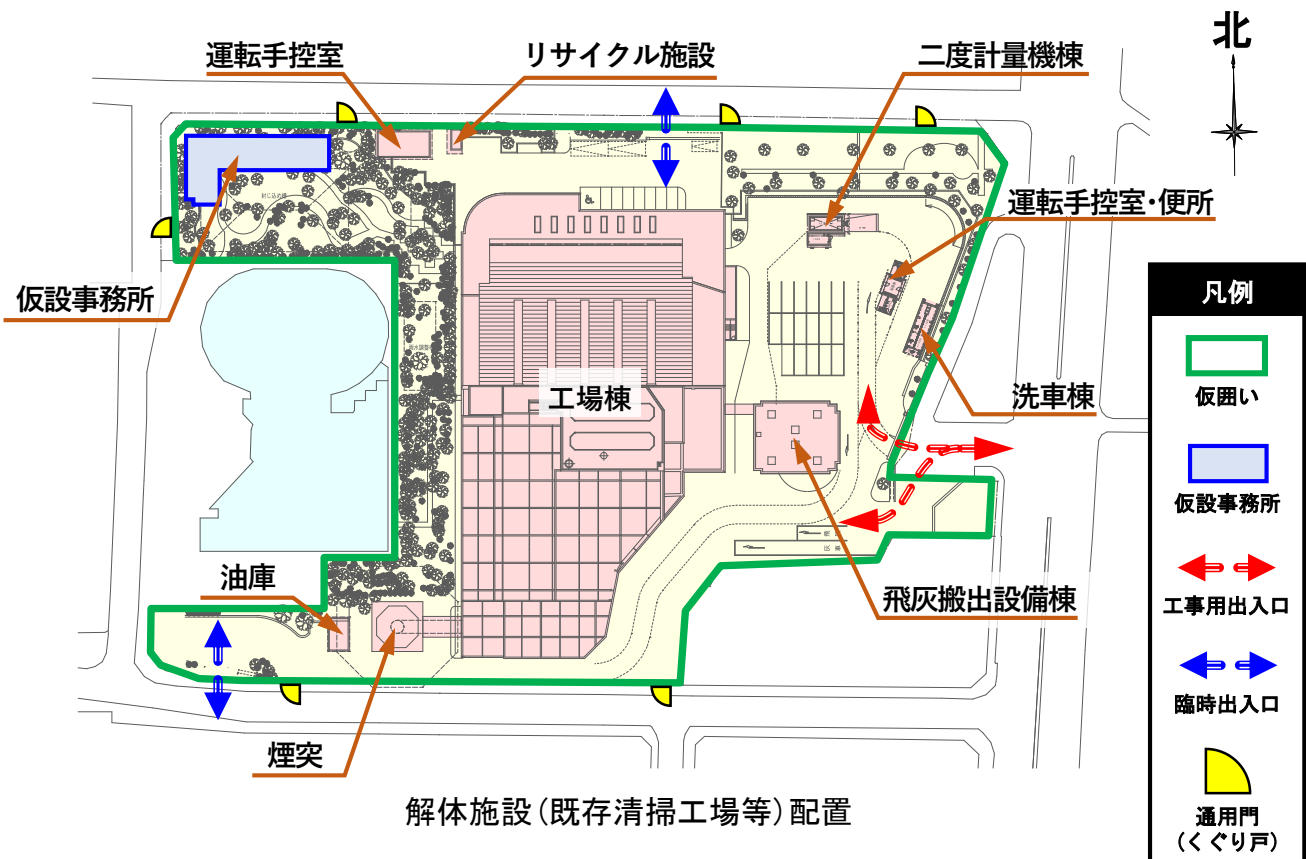 北
運転手控室
リサイクル施設
二度計量機棟
運転手控室・便所
仮設事務所
工場棟
洗車棟
油庫
飛灰搬出設備棟
煙突
凡例
仮囲い
仮設事務所
工事用出入口
臨時出入口
通用門
(くぐり戸)
解体施設(既存清掃工場等)配置